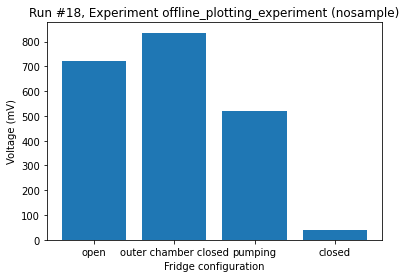 Run #18, Experiment offline_plotting_experiment (nosample)
800
700
600
500
400
300
200
100
0
Voltage (mV)
open outer chamber closed pumping closed
Fridge configuration